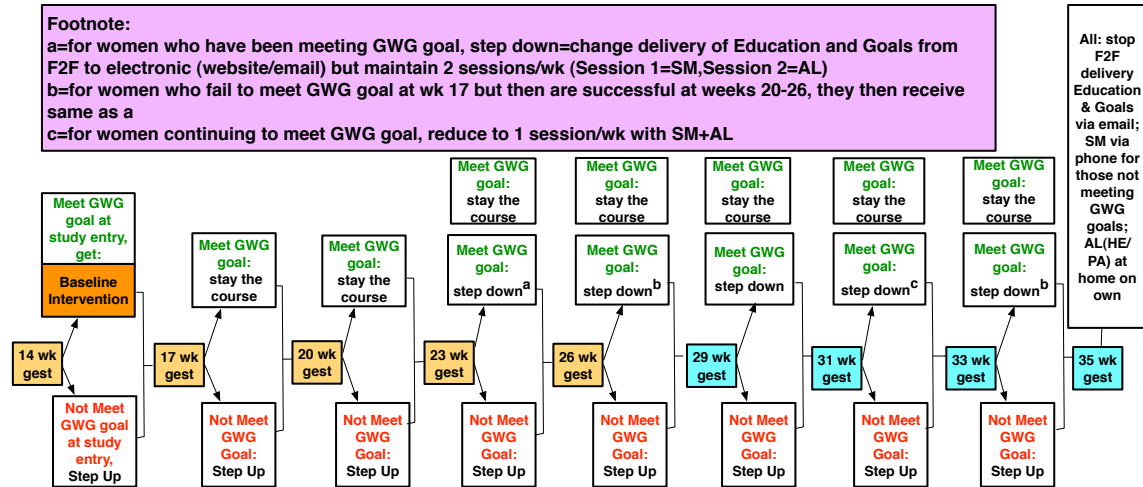 Footnote:
a=for women who have been meeting GWG goal, step down=change delivery of Education and Goals from
F2F to electronic (website/email) but maintain 2 sessions/wk (Session 1=SM,Session 2=AL)
b=for women who fail to meet GWG goal at wk 17 but then are successful at weeks 20-26, they then receive
same as a
c=for women continuing to meet GWG goal, reduce to 1 session/wk with SM+AL
All: stop
F2F
delivery
Education
& Goals
via email;
SM via
phone for
those not
meeting
GWG
goals;
AL(HE/
PA) at
home on
own
Meet GWG
goal:
stay the
course
Meet GWG
goal:
stay the
course
Meet GWG
goal:
stay the
course
Meet GWG
goal:
stay the
course
Meet GWG
goal:
stay the
course
Meet GWG
goal at
study entry,
get:
Baseline
Intervention
Meet GWG
goal:
stay the
course
Meet GWG
goal:
stay the
course
Meet GWG
goal:
step down^a
Meet GWG
goal:
step down^b
Meet GWG
goal:
step down
Meet GWG
goal:
step down^c
Meet GWG
goal:
step down^b
14 wk
gest
17 wk
gest
20 wk
gest
23 wk
gest
26 wk
gest
29 wk
gest
31 wk
gest
33 wk
gest
35 wk
gest
Not Meet
GWG goal
at study
entry,
Step Up
Not Meet
GWG
Goal:
Step Up
Not Meet
GWG
Goal:
Step Up
Not Meet
GWG
Goal:
Step Up
Not Meet
GWG
Goal:
Step Up
Not Meet
GWG
Goal:
Step Up
Not Meet
GWG
Goal:
Step Up
Not Meet
GWG
Goal:
Step Up